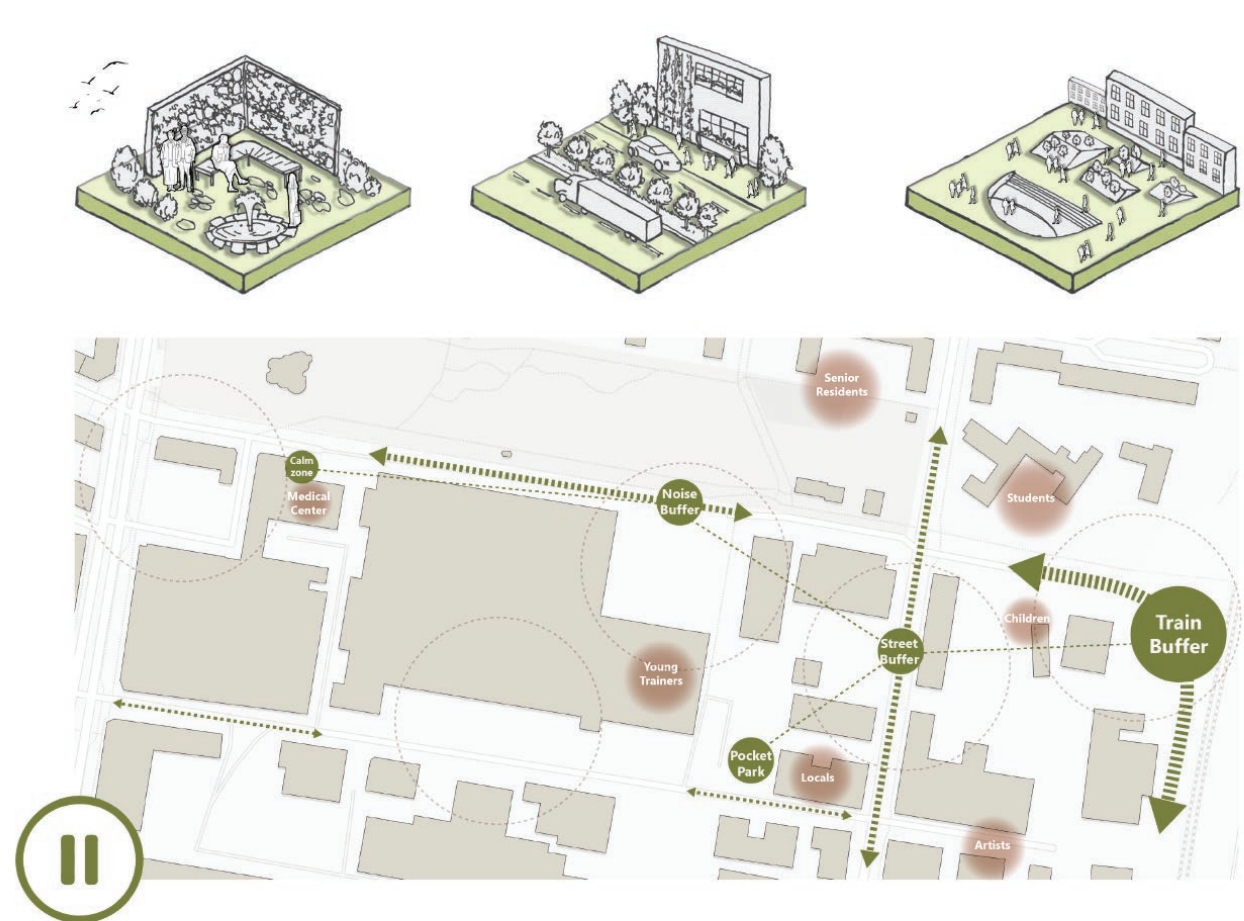 Senior
Residents
Calm
zone
Medical
Center
Noise
Buffer
Students
Children
Train
Buffer
Street
Buffer
Young
Trainers
Pocket
Park
Locals
Artists